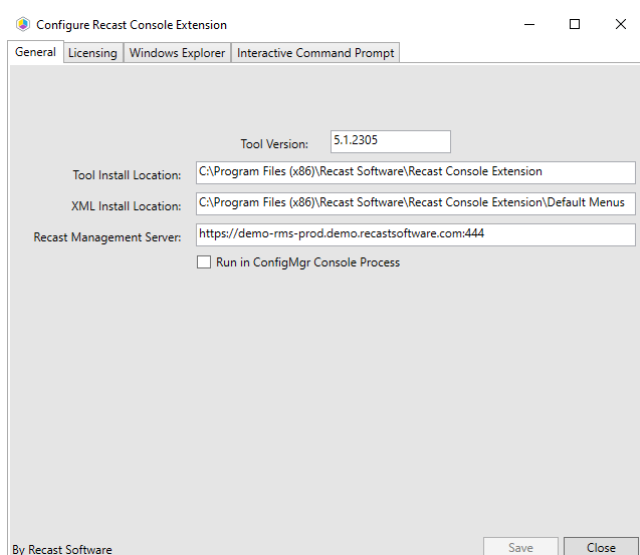 Configure Recast Console Extension
General Licensing Windows Explorer Interactive Command Prompt
Tool Version: 5.1.2305
Tool Install Location: C:\Program Files (x86)\Recast Software\Recast Console Extension
XML Install Location: C:\Program Files (x86)\Recast Software\Recast Console Extension\Default Menus
Recast Management Server: https://demo-rms-prod.demo.recastsoftware.com:444
Run in ConfigMgr Console Process
By Recast Software Save Close